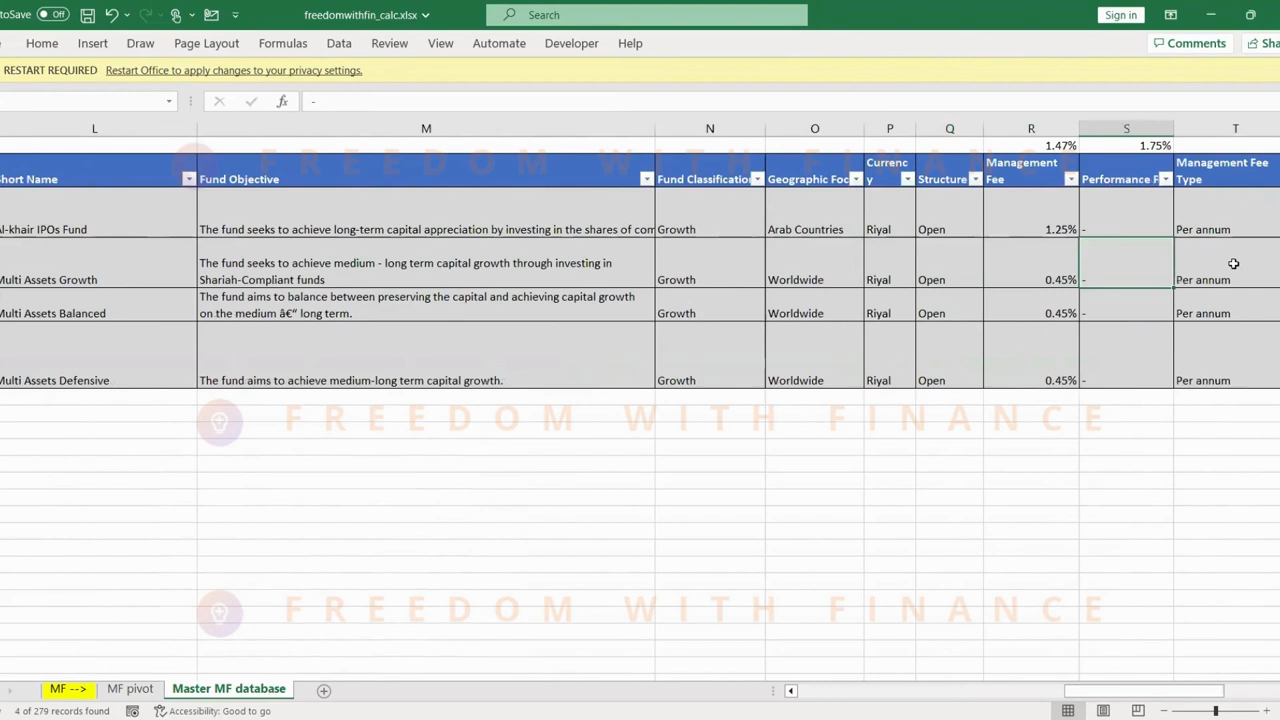 toSave Off freedomwithfin_calc.xlsx Search Sign in
Home Insert Draw Page Layout Formulas Data Review View Automate Developer Help Comments Sha
RESTART REQUIRED Restart Office to apply changes to your privacy settings.
fx -
L M N O P Q R S T
1.47% 1.75%
FREEDOM WITH FINANCE
Short Name Fund Objective Fund Classification Geographic Foc Currenc
y Structure Management
Fee Performance F Management Fee
Type
Al-khair IPOs Fund The fund seeks to achieve long-term capital appreciation by investing in the shares of com Growth Arab Countries Riyal Open 1.25% - Per annum
Multi Assets Growth The fund seeks to achieve medium - long term capital growth through investing in
Shariah-Compliant funds Growth Worldwide Riyal Open 0.45% - Per annum
Multi Assets Balanced The fund aims to balance between preserving the capital and achieving capital growth
on the medium â€“ long term. Growth Worldwide Riyal Open 0.45% - Per annum
Multi Assets Defensive The fund aims to achieve medium-long term capital growth. Growth Worldwide Riyal Open 0.45% - Per annum
FREEDOM WITH FINANCE
FREEDOM WITH FINANCE
MF --> MF pivot Master MF database
4 of 279 records found Accessibility: Good to go